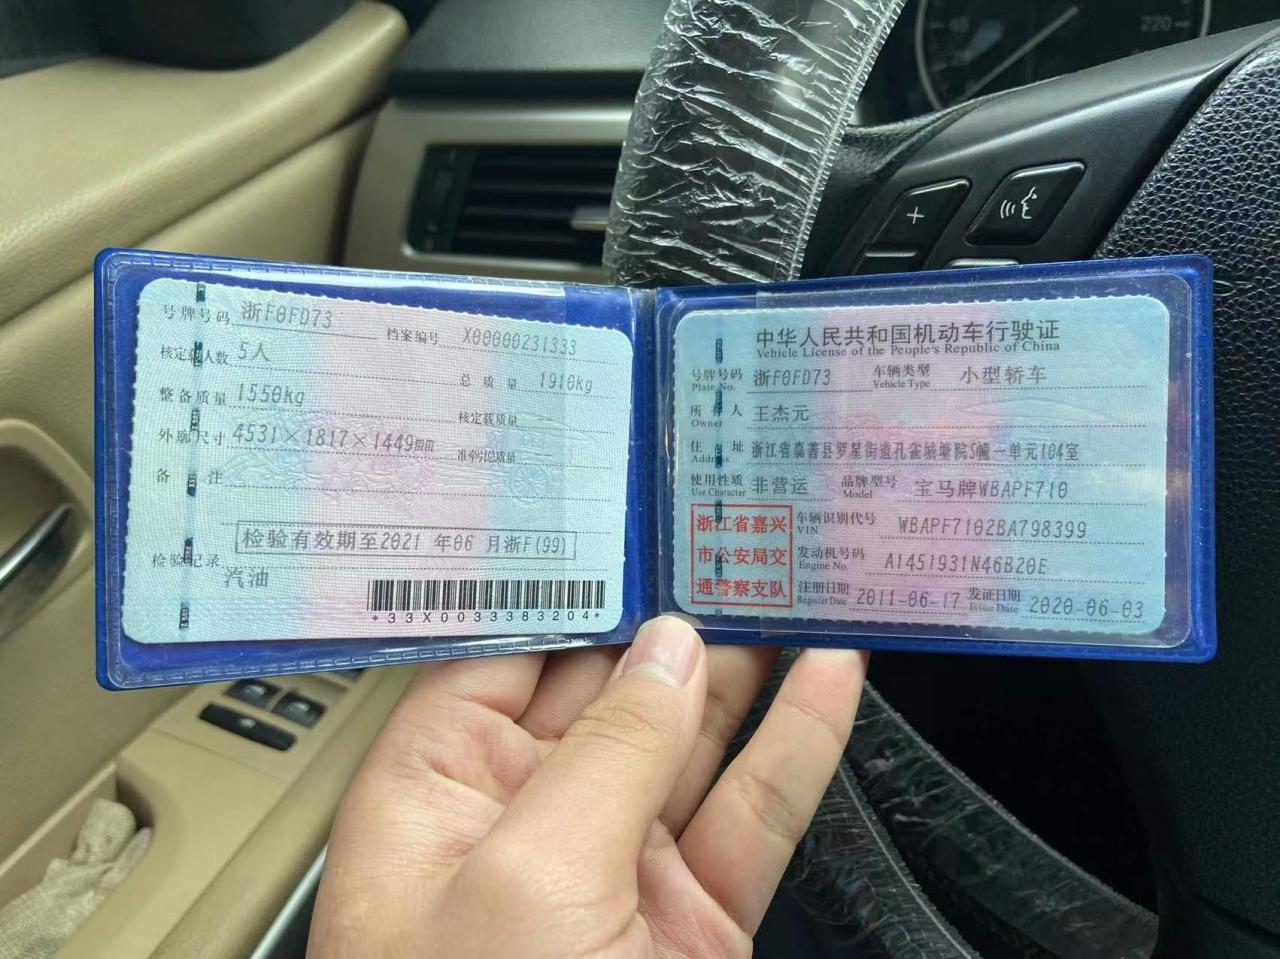 220
+
号牌号码 浙F0FD73 档案编号 X00000231333
核定载人数 5人 总质量 1910kg
整备质量 1550kg 核定载质量
外廓尺寸 4531×1817×1449mm 准牵引总质量
备注
检验有效期至2021 年06 月浙F(99)
检验记录
汽油
*33X0033383204*
中华人民共和国机动车行驶证
Vehicle License of the People's Republic of China
号牌号码 浙F0FD73 车辆类型 小型轿车
Plate No. Vehicle Type
所有人 王杰元
Owner
住址 浙江省嘉善县罗星街道孔雀城塘院5幢一单元104室
Address
使用性质 非营运 品牌型号 宝马牌WBAPF710
Use Character Model
浙江省嘉兴
市公安局交
通警察支队
车辆识别代号 WBAPF7102BA798399
VIN
发动机号码 A1451931N46B20E
Engine No.
注册日期 2011-06-17 发证日期 2020-06-03
Register Date Issue Date